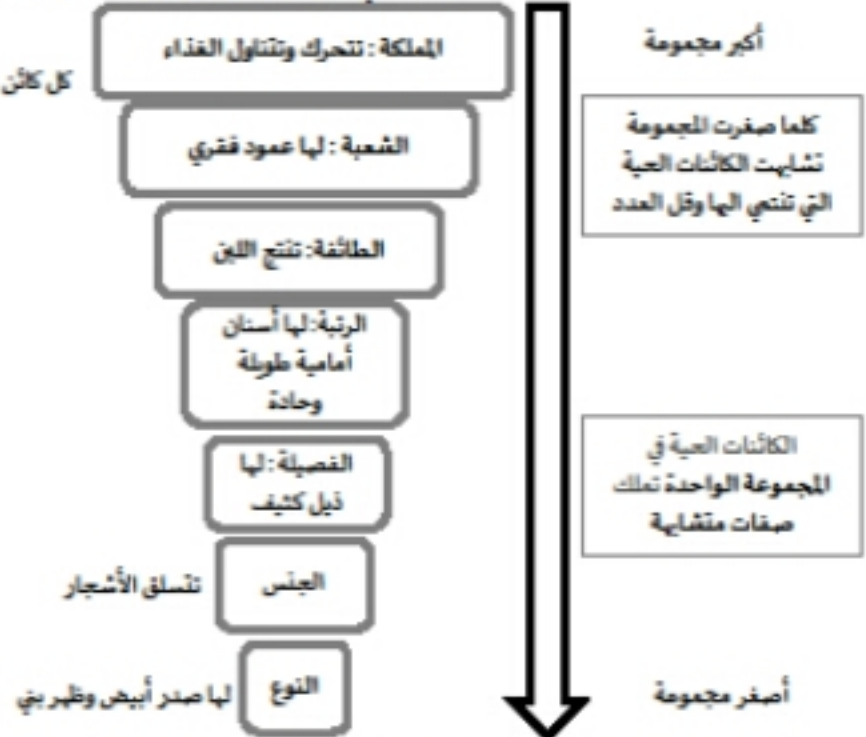 أكبر مجموعة
المملكة : تتحرك وتتناول الغذاء
كل كائن
كلما صغرت المجموعة
تشابهت الكائنات الحية
التي تنتمي اليها وقل العدد
الشعبة : لها عمود فقري
الطائفة: تنتج اللبن
الرتبة:لها أسنان
أمامية طويلة
وحادة
الكائنات الحية في
المجموعة الواحدة تملك
صفات متشابهة
الفصيلة : لها
ذيل كثيف
الجنس
تتسلق الأشجار
أصغر مجموعة
النوع
لها صدر أبيض وظهر بني